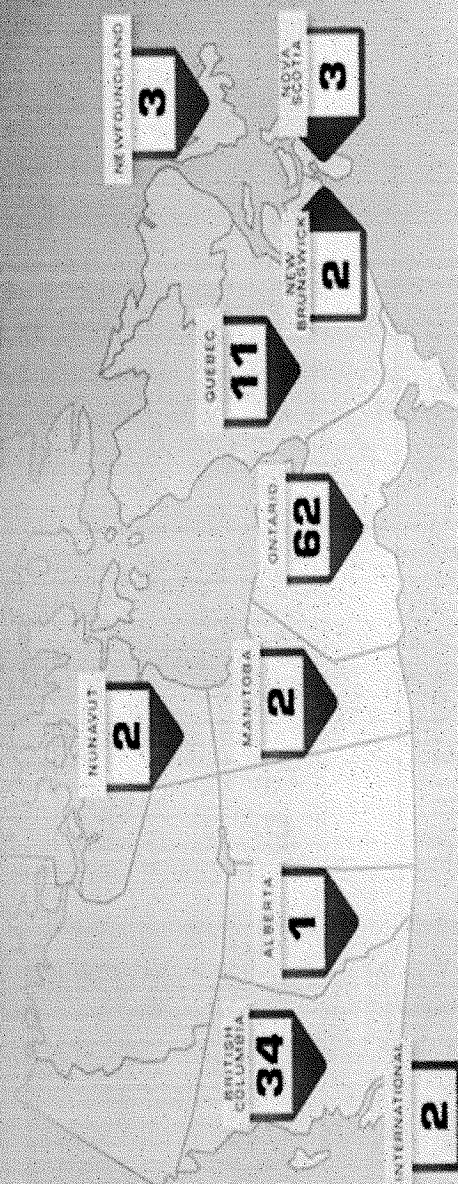 BRITISH
COLUMBIA
34
ALBERTA
1
NUNAVUT
2
MANITOBA
2
ONTARIO
62
QUEBEC
11
NEW
BRUNSWICK
2
NEWFOUNDLAND
3
NOVA
SCOTIA
3
INTERNATIONAL
2